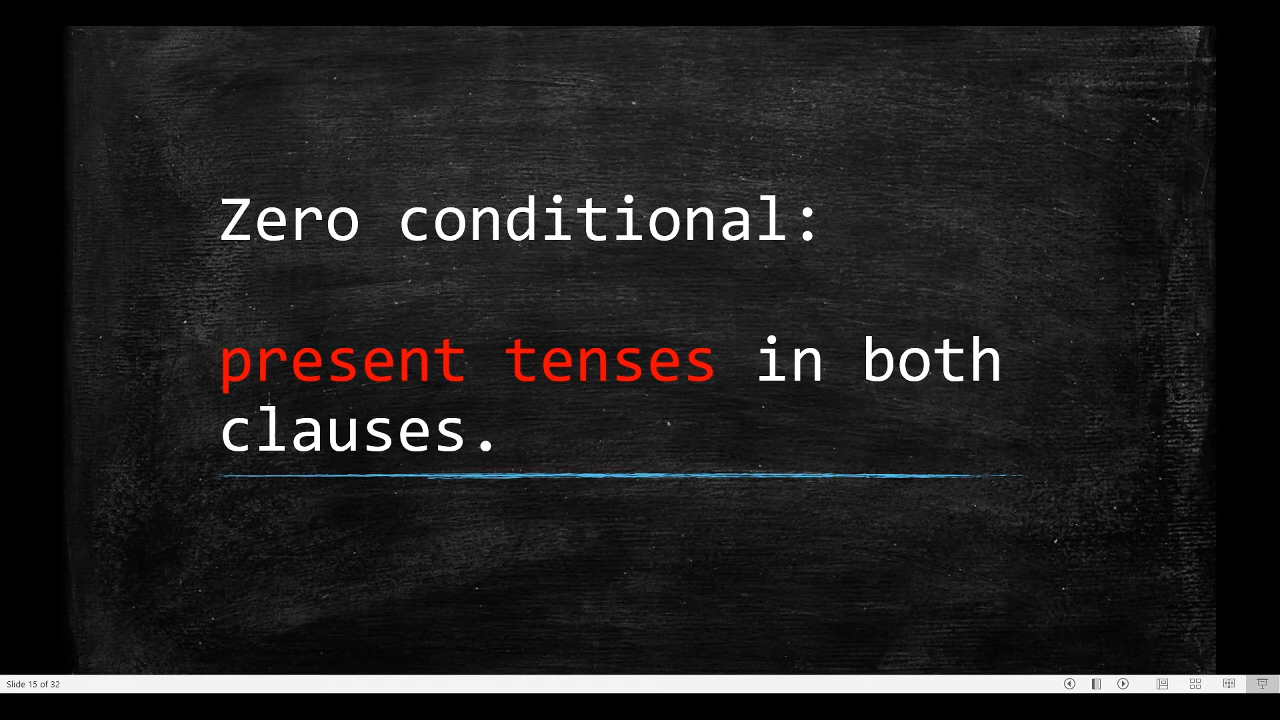 Zero conditional:
present tenses in both
clauses.
Slide 15 of 32